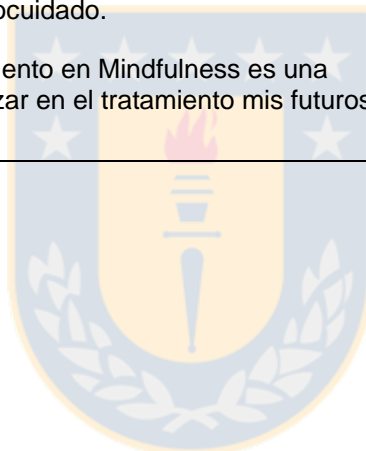 ocuidado.
ento en Mindfulness es una
zar en el tratamiento mis futuros